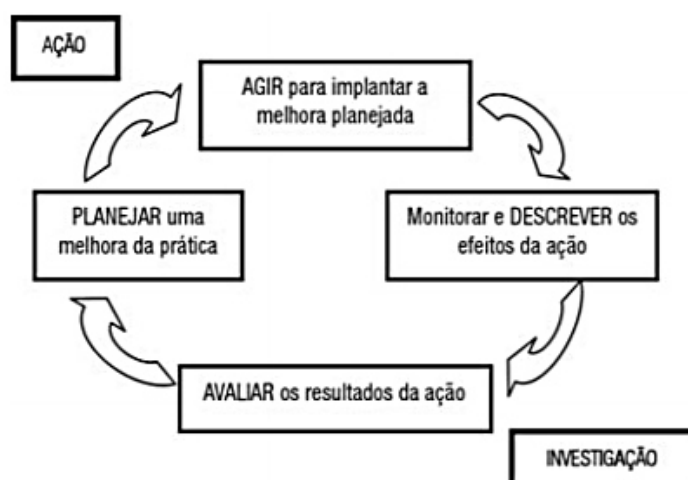 AÇÃO
AGIR para implantar a
melhora planejada
PLANEJAR uma
melhora da prática
Monitorar e DESCREVER os
efeitos da ação
AVALIAR os resultados da ação
INVESTIGAÇÃO